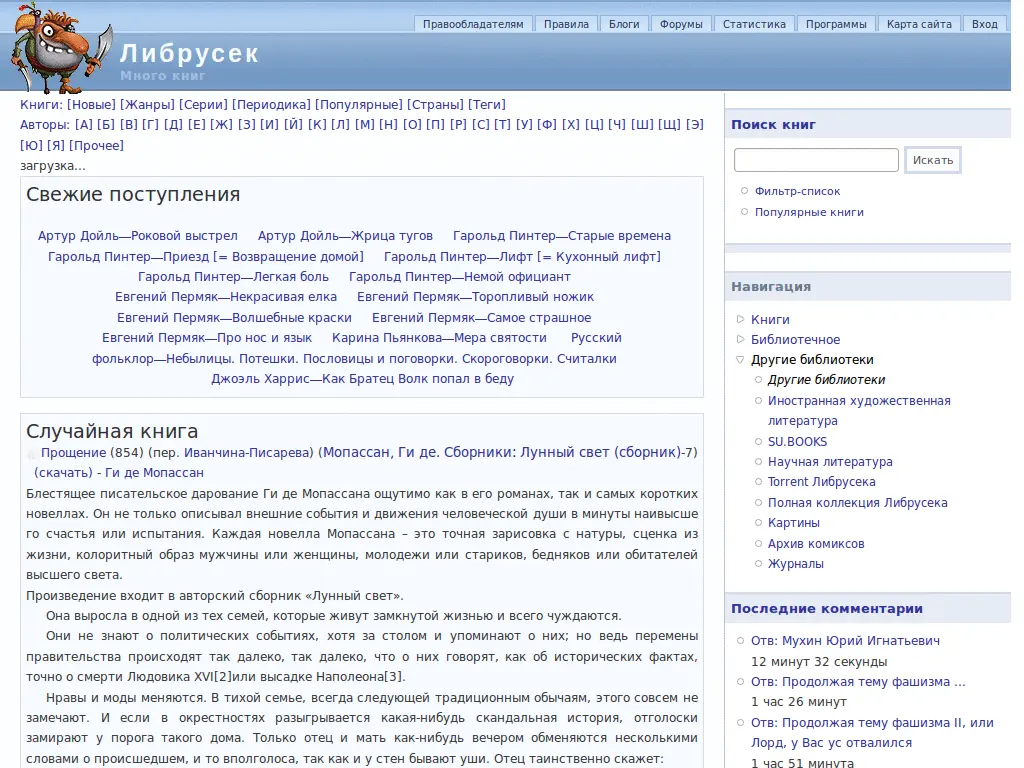 Правообладателям Правила Блоги Форумы Статистика Программы Карта сайта Вход
Либрусек
Много книг
Книги: [Новые] [Жанры] [Серии] [Периодика] [Популярные] [Страны] [Теги]
Авторы: [А] [Б] [В] [Г] [Д] [Е] [Ж] [З] [И] [Й] [К] [Л] [М] [Н] [О] [П] [Р] [С] [Т] [У] [Ф] [Х] [Ц] [Ч] [Ш] [Щ] [Э]
[Ю] [Я] [Прочее]
загрузка...
Свежие поступления
Артур Дойль—Роковой выстрел Артур Дойль—Жрица тугов Гарольд Пинтер—Старые времена
Гарольд Пинтер—Приезд [= Возвращение домой] Гарольд Пинтер—Лифт [= Кухонный лифт]
Гарольд Пинтер—Легкая боль Гарольд Пинтер—Немой официант
Евгений Пермяк—Некрасивая елка Евгений Пермяк—Торопливый ножик
Евгений Пермяк—Волшебные краски Евгений Пермяк—Самое страшное
Евгений Пермяк—Про нос и язык Карина Пьянкова—Мера святости Русский
фольклор—Небылицы. Потешки. Пословицы и поговорки. Скороговорки. Считалки
Джоэль Харрис—Как Братец Волк попал в беду
Случайная книга
Прощение (854) (пер. Иванчина-Писарева) (Мопассан, Ги де. Сборники: Лунный свет (сборник)-7)
(скачать) - Ги де Мопассан
Блестящее писательское дарование Ги де Мопассана ощутимо как в его романах, так и самых коротких
новеллах. Он не только описывал внешние события и движения человеческой души в минуты наивысше
го счастья или испытания. Каждая новелла Мопассана – это точная зарисовка с натуры, сценка из
жизни, колоритный образ мужчины или женщины, молодежи или стариков, бедняков или обитателей
высшего света.
Произведение входит в авторский сборник «Лунный свет».
Она выросла в одной из тех семей, которые живут замкнутой жизнью и всего чуждаются.
Они не знают о политических событиях, хотя за столом и упоминают о них; но ведь перемены
правительства происходят так далеко, так далеко, что о них говорят, как об исторических фактах,
точно о смерти Людовика XVI[2]или высадке Наполеона[3].
Нравы и моды меняются. В тихой семье, всегда следующей традиционным обычаям, этого совсем не
замечают. И если в окрестностях разыгрывается какая-нибудь скандальная история, отголоски
замирают у порога такого дома. Только отец и мать как-нибудь вечером обменяются несколькими
словами о происшедшем, и то вполголоса, так как и у стен бывают уши. Отец таинственно скажет:
Поиск книг
Искать
Фильтр-список
Популярные книги
Навигация
Книги
Библиотечное
Другие библиотеки
Другие библиотеки
Иностранная художественная
литература
SU.BOOKS
Научная литература
Torrent Либрусека
Полная коллекция Либрусека
Картины
Архив комиксов
Журналы
Последние комментарии
Отв: Мухин Юрий Игнатьевич
12 минут 32 секунды
Отв: Продолжая тему фашизма ...
1 час 26 минут
Отв: Продолжая тему фашизма II, или
Лорд, у Вас ус отвалился
1 час 51 минута